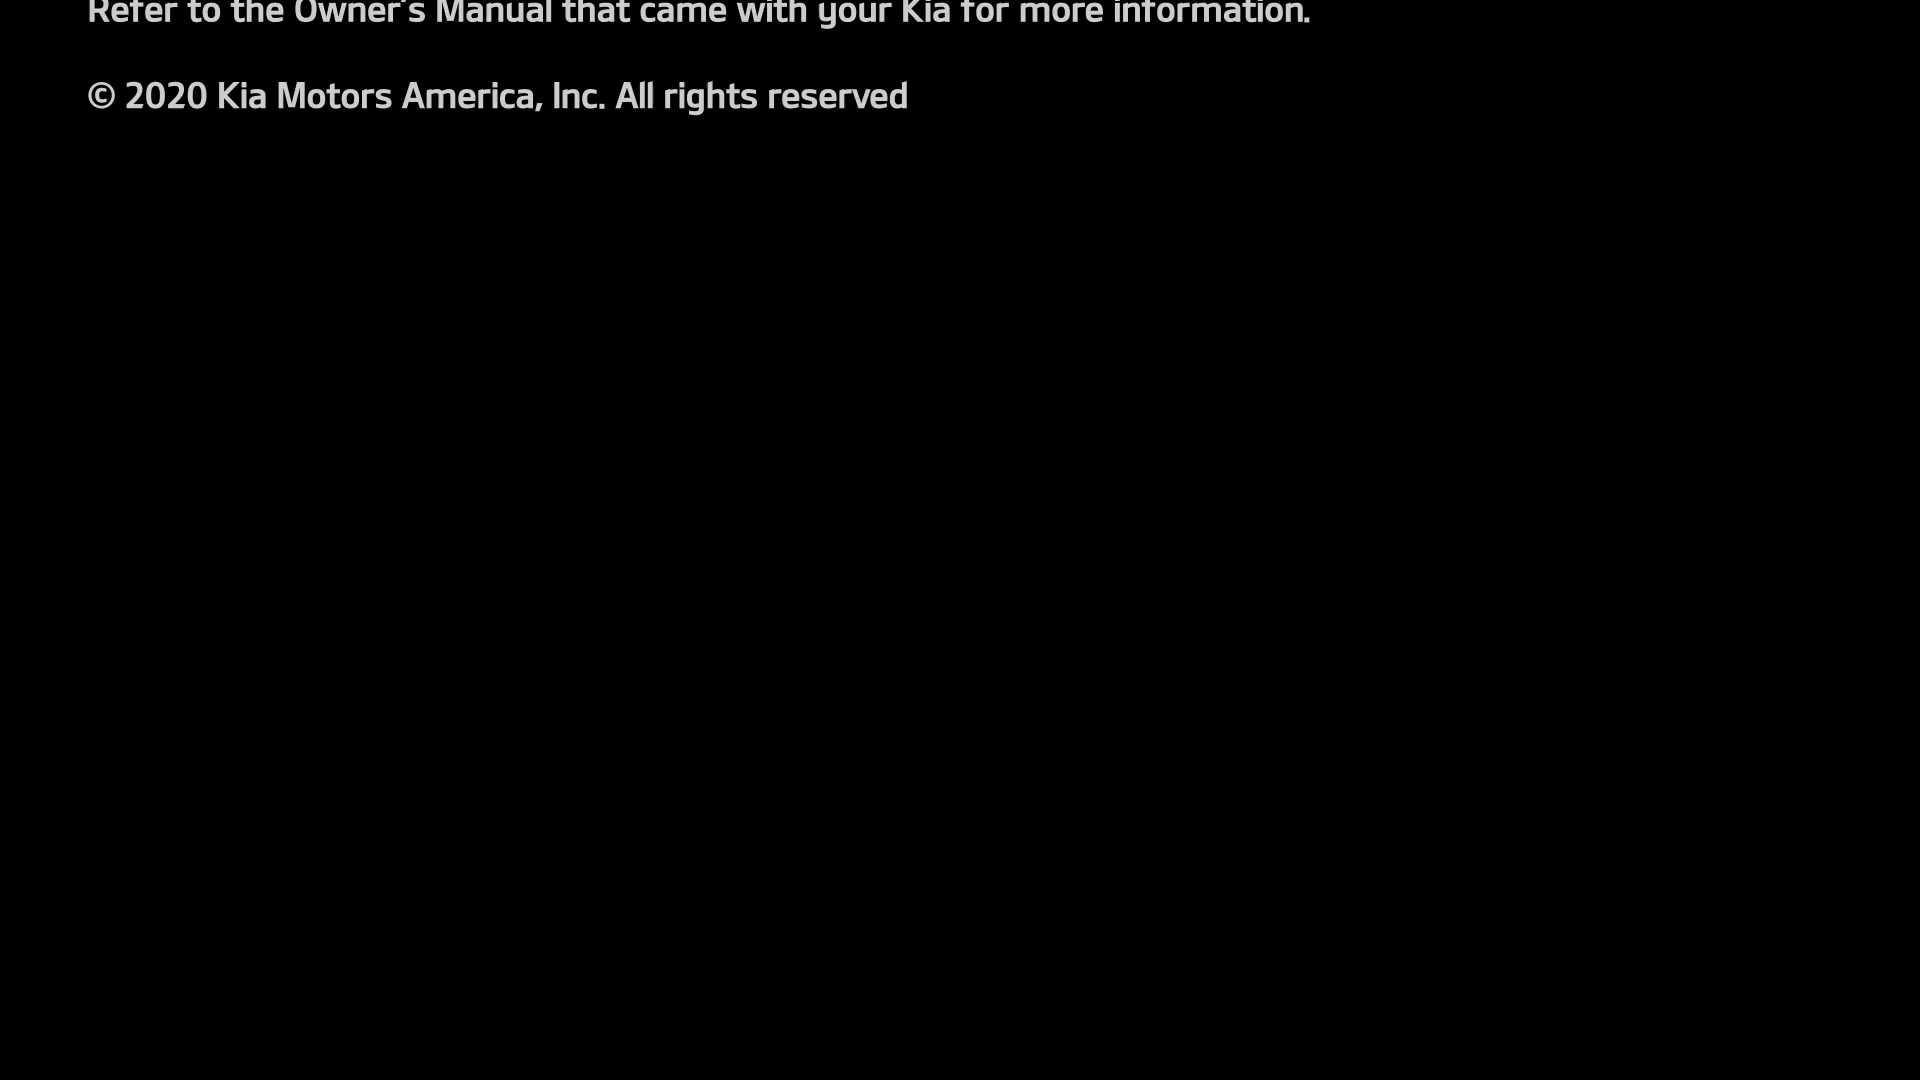 Refer to the Owner's Manual that came with your Kia for more information.
© 2020 Kia Motors America, Inc. All rights reserved